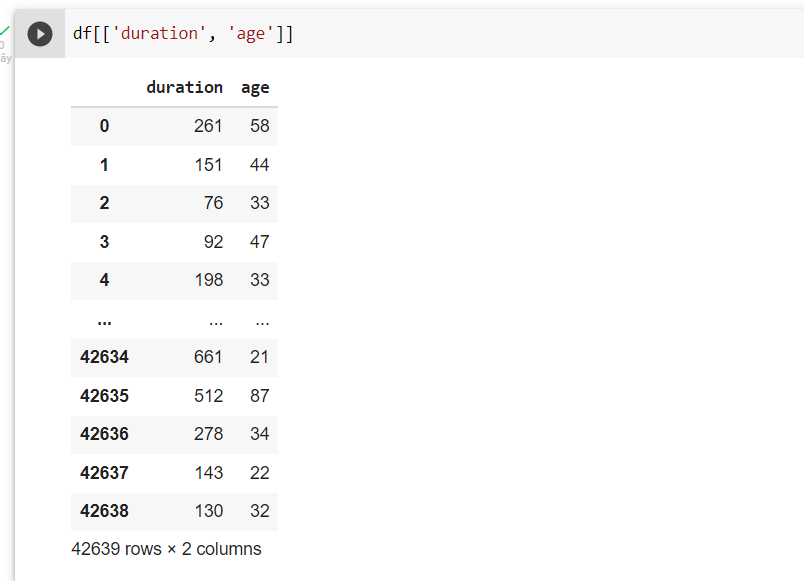 df[['duration', 'age']]
0
ây
duration age
0 261 58
1 151 44
2 76 33
3 92 47
4 198 33
... ... ...
42634 661 21
42635 512 87
42636 278 34
42637 143 22
42638 130 32
42639 rows × 2 columns